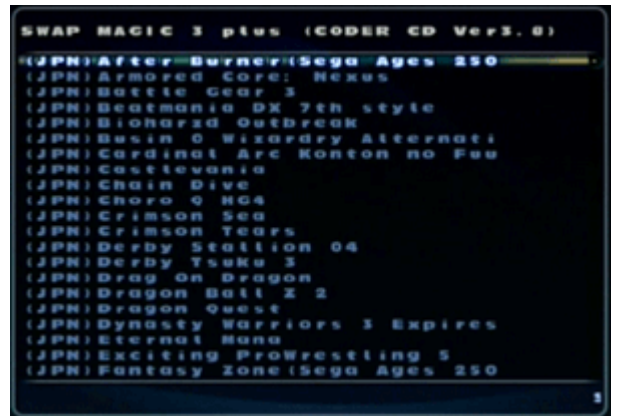 SWAP MAGIC 3 plus (CODER CD Ver3.8)
(JPN)After Burner(Sega Ages 250
(JPN)Armored Core: Nexus
(JPN)Battle Gear 3
(JPN)Beatmania DX 7th style
(JPN)Bioharzd Outbreak
(JPN)Busin 0 Wizardry Alternati
(JPN)Cardinal Arc Konton no Fuu
(JPN)Castlevania
(JPN)Chain Dive
(JPN)Choro Q HG4
(JPN)Crimson Sea
(JPN)Crimson Tears
(JPN)Derby Stallion 04
(JPN)Derby Tsuku 3
(JPN)Drag On Dragon
(JPN)Dragon Ball Z 2
(JPN)Dragon Quest
(JPN)Dynasty Warriors 3 Expires
(JPN)Eternal Mana
(JPN)Exciting ProWrestling 5
(JPN)Fantasy Zone(Sega Ages 250